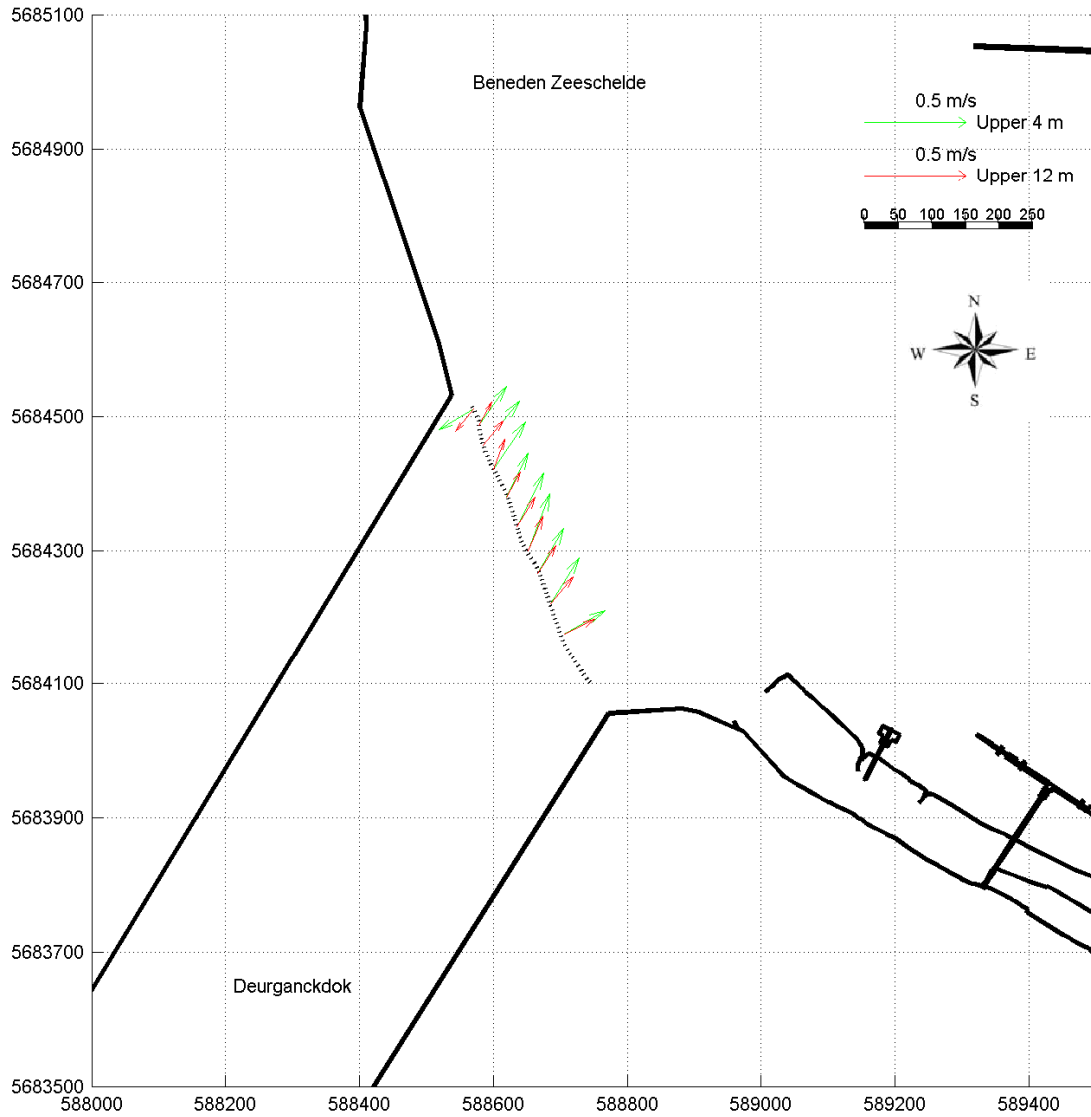 5685100
Beneden Zeeschelde
0.5 m/s
Upper 4 m
5684900
0.5 m/s
Upper 12 m
0 50 100 150 200 250
5684700
N
W E
S
5684500
5684300
5684100
5683900
5683700
Deurganckdok
5683500
588000 588200 588400 588600 588800 589000 589200 589400